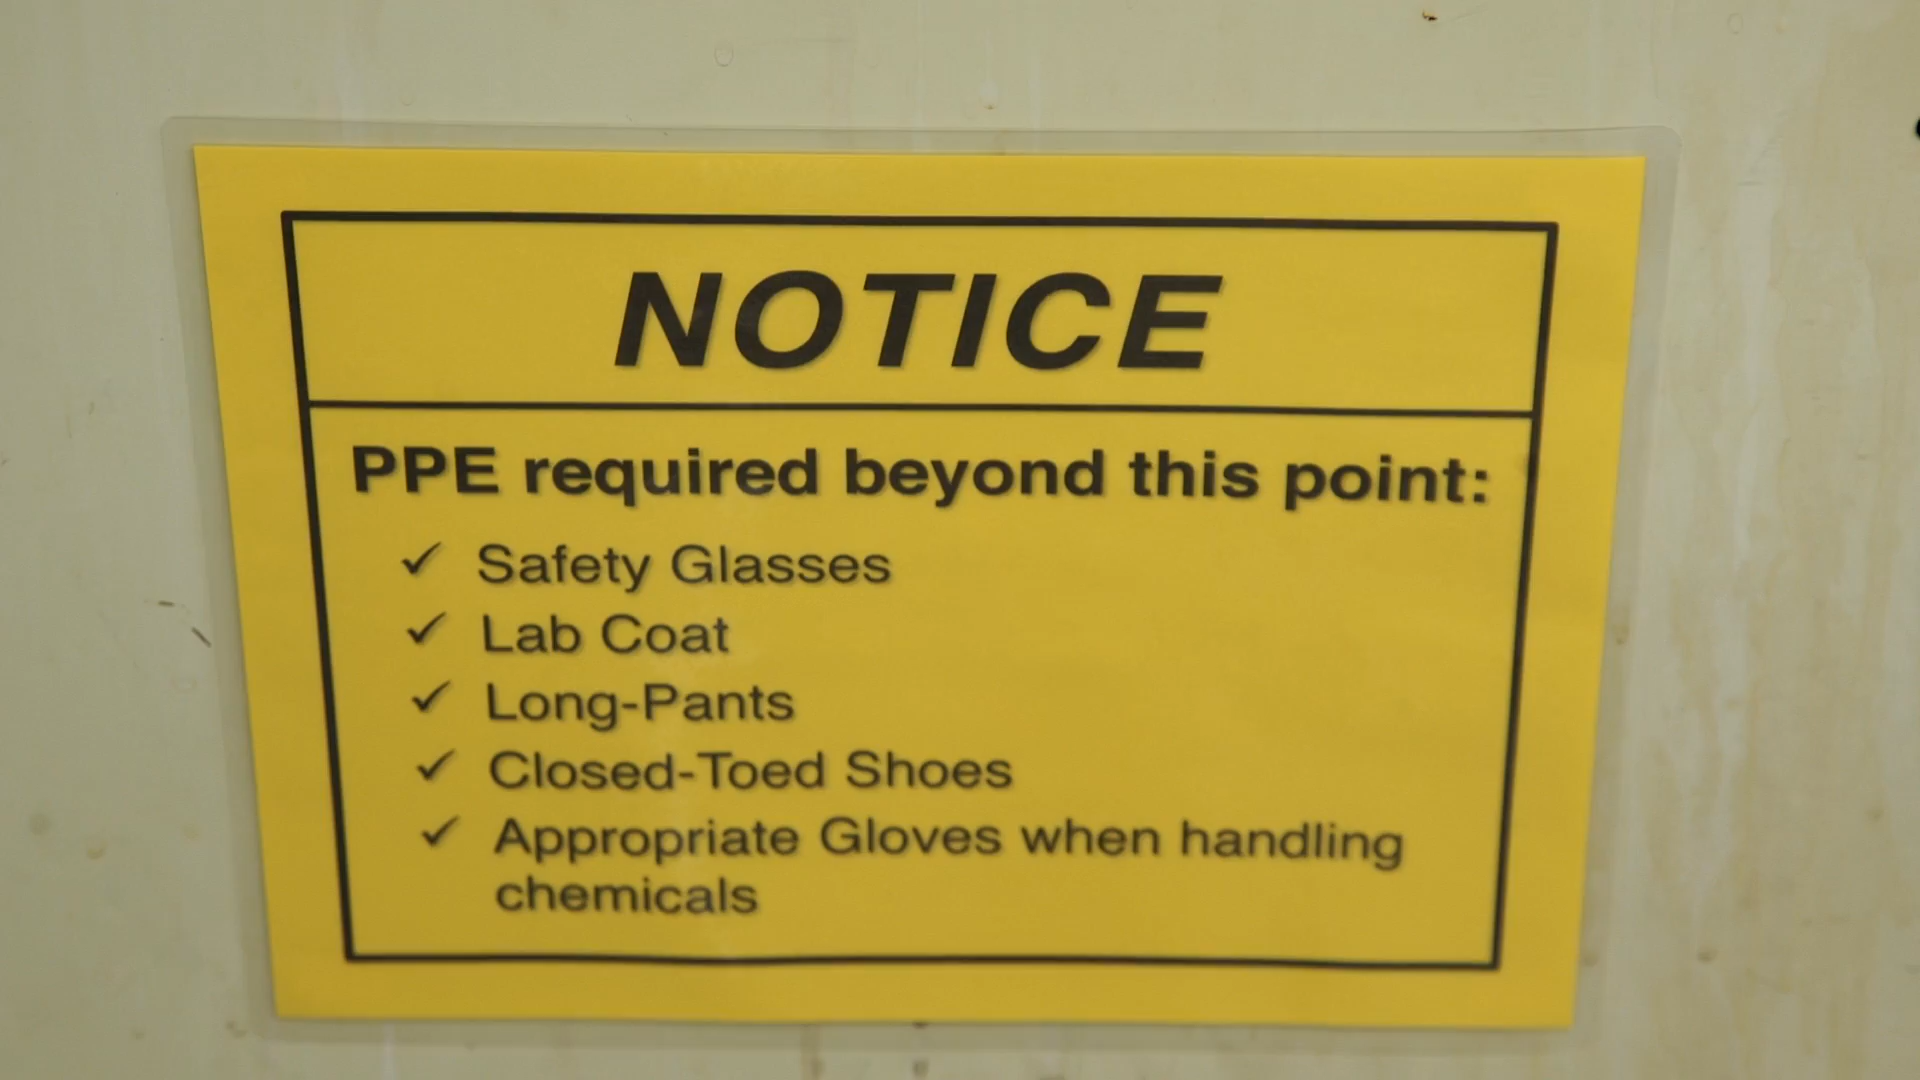 NOTICE
PPE required beyond this point:
✓ Safety Glasses
✓ Lab Coat
✓ Long-Pants
✓ Closed-Toed Shoes
✓ Appropriate Gloves when handling
chemicals